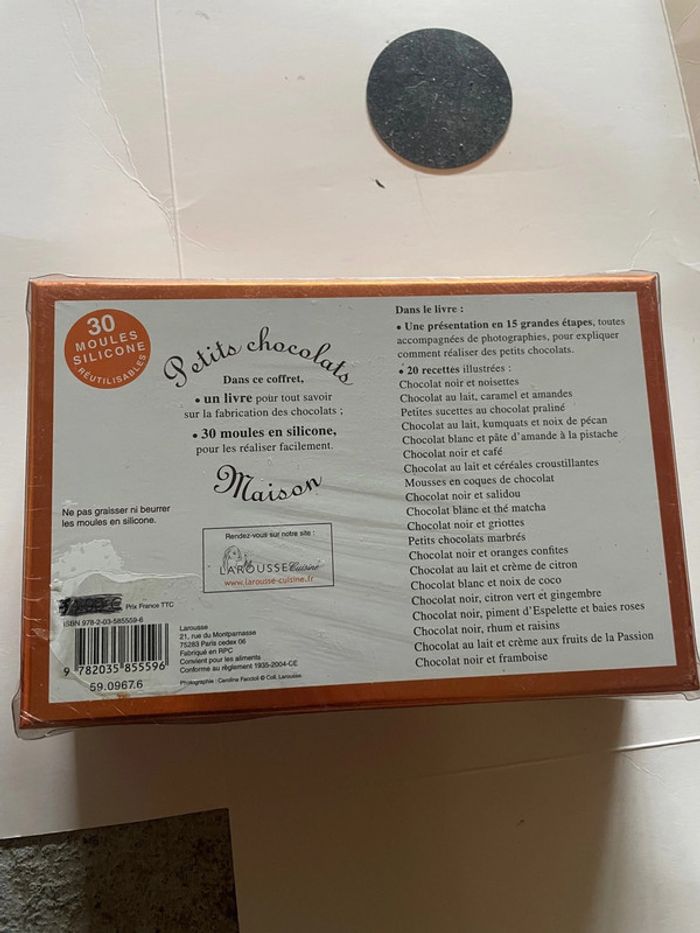 30
MOULES
SILICONE
RÉUTILISABLES
Petits chocolats
Dans ce coffret,
• un livre pour tout savoir
sur la fabrication des chocolats ;
• 30 moules en silicone,
pour les réaliser facilement.
Maison
Ne pas graisser ni beurrer
les moules en silicone.
Rendez-vous sur notre site :
LAROUSSE Cuisine
www.larousse-cuisine.fr
Prix France TTC
ISBN 978-2-03-585559-6
9 782035 855596
59.0967.6
Larousse
21, rue du Montparnasse
75283 Paris cedex 06
Fabriqué en RPC
Convient pour les aliments
Conforme au règlement 1935-2004-CE
Photographie : Caroline Faccioli © Coll. Larousse
Dans le livre :
• Une présentation en 15 grandes étapes, toutes
accompagnées de photographies, pour expliquer
comment réaliser des petits chocolats.
• 20 recettes illustrées :
Chocolat noir et noisettes
Chocolat au lait, caramel et amandes
Petites sucettes au chocolat praliné
Chocolat au lait, kumquats et noix de pécan
Chocolat blanc et pâte d'amande à la pistache
Chocolat noir et café
Chocolat au lait et céréales croustillantes
Mousses en coques de chocolat
Chocolat noir et salidou
Chocolat blanc et thé matcha
Chocolat noir et griottes
Petits chocolats marbrés
Chocolat noir et oranges confites
Chocolat au lait et crème de citron
Chocolat blanc et noix de coco
Chocolat noir, citron vert et gingembre
Chocolat noir, piment d'Espelette et baies roses
Chocolat noir, rhum et raisins
Chocolat au lait et crème aux fruits de la Passion
Chocolat noir et framboise